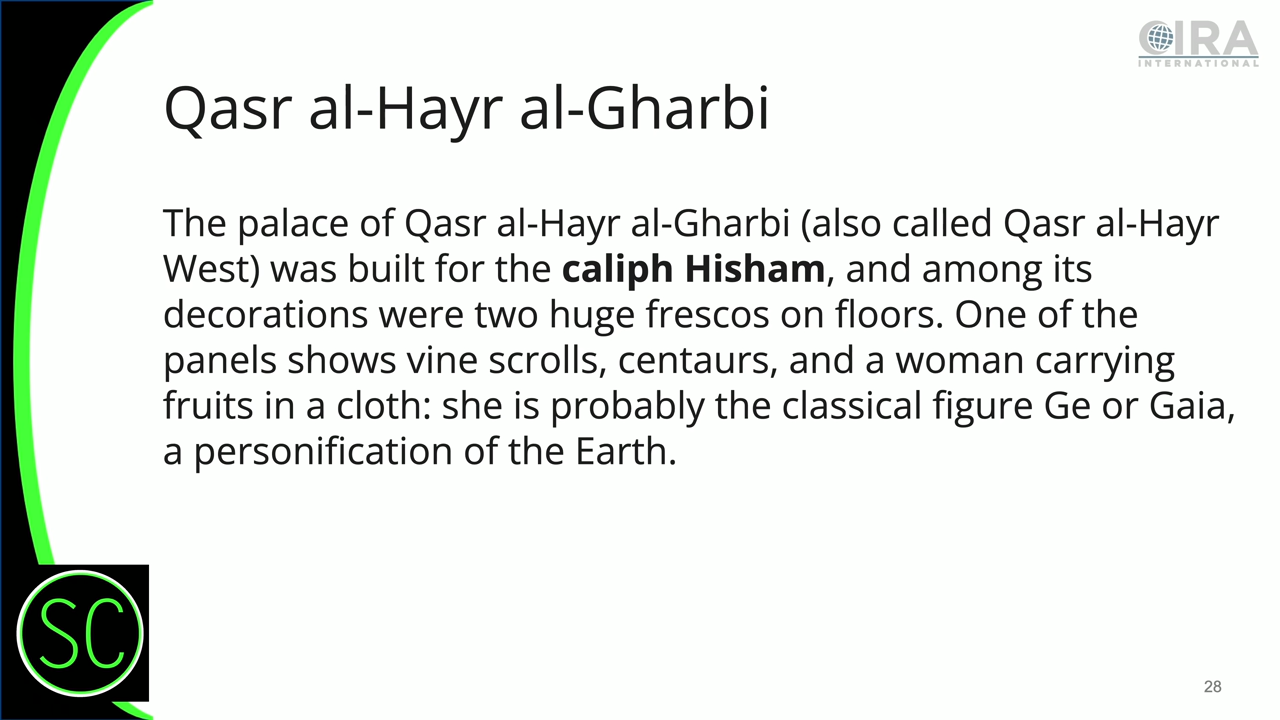 CIRA
INTERNATIONAL
Qasr al-Hayr al-Gharbi
The palace of Qasr al-Hayr al-Gharbi (also called Qasr al-Hayr
West) was built for the caliph Hisham, and among its
decorations were two huge frescos on floors. One of the
panels shows vine scrolls, centaurs, and a woman carrying
fruits in a cloth: she is probably the classical figure Ge or Gaia,
a personification of the Earth.
SC
28